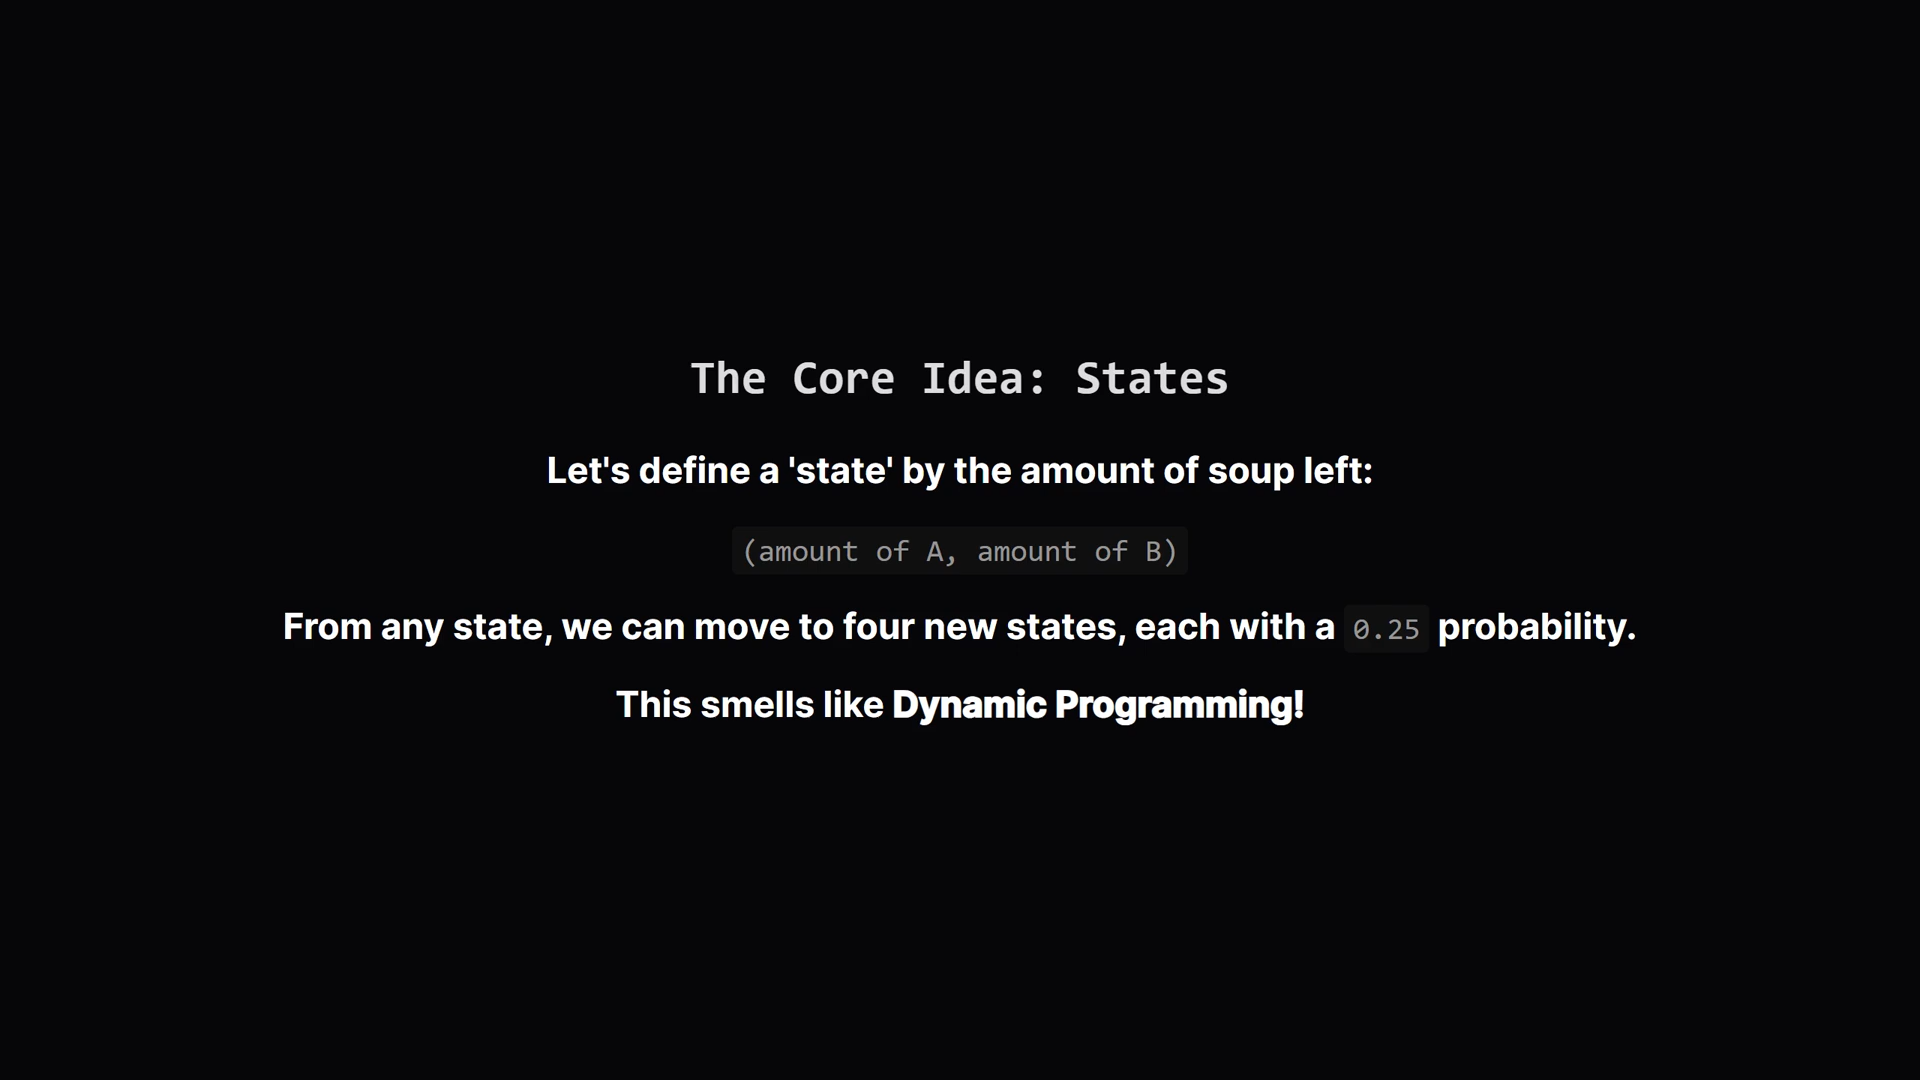 The Core Idea: States
Let's define a 'state' by the amount of soup left:
(amount of A, amount of B)
From any state, we can move to four new states, each with a 0.25 probability.
This smells like Dynamic Programming!